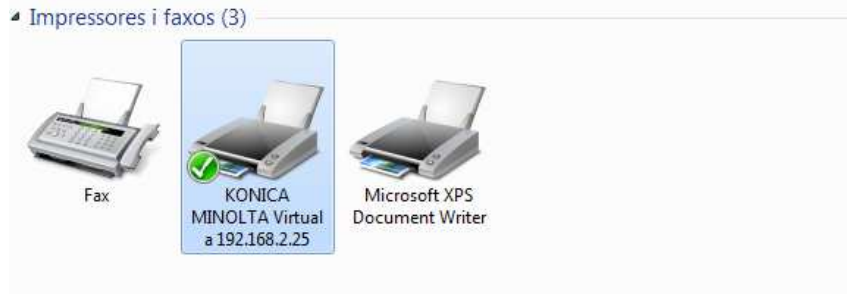 Impressores i faxos (3)
Fax
KONICA
MINOLTA Virtual
a 192.168.2.25
Microsoft XPS
Document Writer